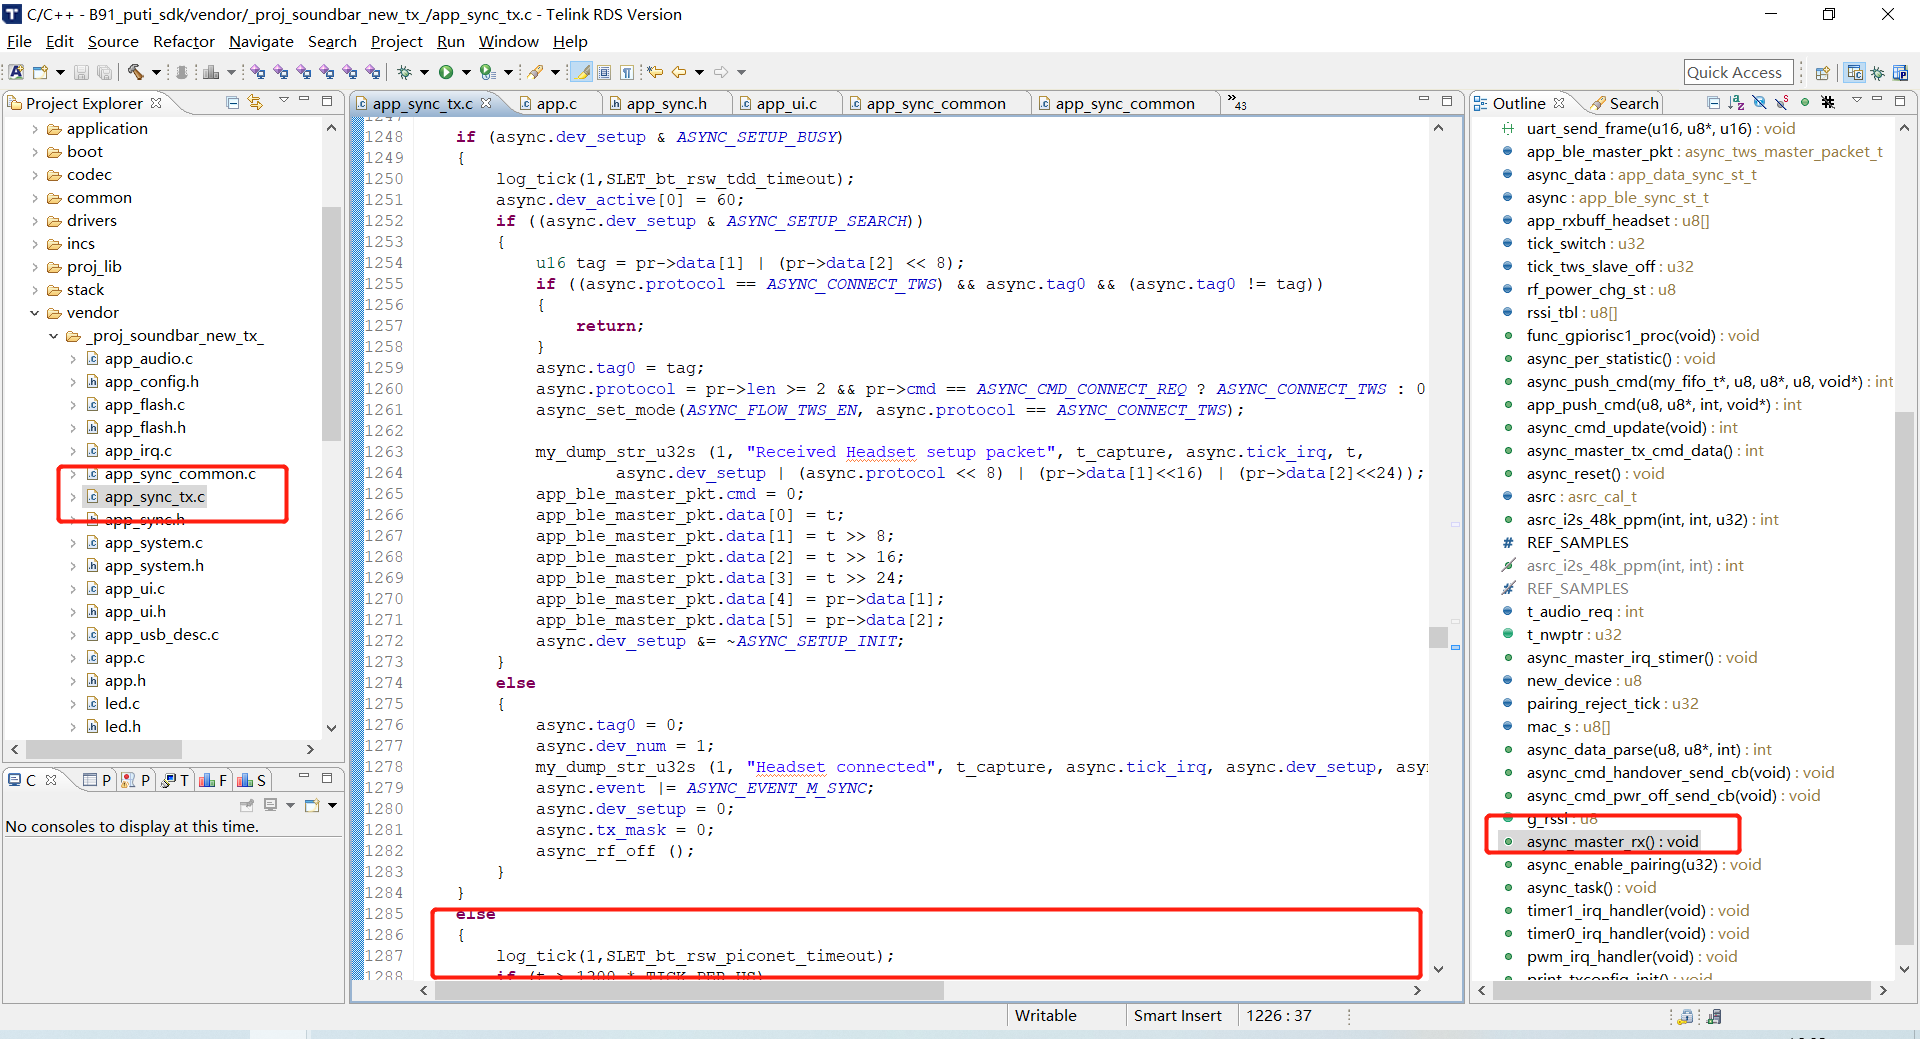 C/C++ - B91_puti_sdk/vendor/_proj_soundbar_new_tx_/app_sync_tx.c - Telink RDS Version
File Edit Source Refactor Navigate Search Project Run Window Help
Quick Access
Project Explorer
application
boot
codec
common
drivers
incs
proj_lib
stack
vendor
_proj_soundbar_new_tx_
app_audio.c
app_config.h
app_flash.c
app_flash.h
app_irq.c
app_sync_common.c
app_sync_tx.c
app_sync.h
app_system.c
app_system.h
app_ui.c
app_ui.h
app_usb_desc.c
app.c
app.h
led.c
led.h
C P P T F S
No consoles to display at this time.
app_sync_tx.c app.c app_sync.h app_ui.c app_sync_common app_sync_common »43
1247
1248 if (async.dev_setup & ASYNC_SETUP_BUSY)
1249 {
1250 log_tick(1,SLET_bt_rsw_tdd_timeout);
1251 async.dev_active[0] = 60;
1252 if ((async.dev_setup & ASYNC_SETUP_SEARCH))
1253 {
1254 u16 tag = pr->data[1] | (pr->data[2] << 8);
1255 if ((async.protocol == ASYNC_CONNECT_TWS) && async.tag0 && (async.tag0 != tag))
1256 {
1257 return;
1258 }
1259 async.tag0 = tag;
1260 async.protocol = pr->len >= 2 && pr->cmd == ASYNC_CMD_CONNECT_REQ ? ASYNC_CONNECT_TWS : 0
1261 async_set_mode(ASYNC_FLOW_TWS_EN, async.protocol == ASYNC_CONNECT_TWS);
1262
1263 my_dump_str_u32s (1, "Received Headset setup packet", t_capture, async.tick_irq, t,
1264 async.dev_setup | (async.protocol << 8) | (pr->data[1]<<16) | (pr->data[2]<<24));
1265 app_ble_master_pkt.cmd = 0;
1266 app_ble_master_pkt.data[0] = t;
1267 app_ble_master_pkt.data[1] = t >> 8;
1268 app_ble_master_pkt.data[2] = t >> 16;
1269 app_ble_master_pkt.data[3] = t >> 24;
1270 app_ble_master_pkt.data[4] = pr->data[1];
1271 app_ble_master_pkt.data[5] = pr->data[2];
1272 async.dev_setup &= ~ASYNC_SETUP_INIT;
1273 }
1274 else
1275 {
1276 async.tag0 = 0;
1277 async.dev_num = 1;
1278 my_dump_str_u32s (1, "Headset connected", t_capture, async.tick_irq, async.dev_setup, asy
1279 async.event |= ASYNC_EVENT_M_SYNC;
1280 async.dev_setup = 0;
1281 async.tx_mask = 0;
1282 async_rf_off ();
1283 }
1284 }
1285 else
1286 {
1287 log_tick(1,SLET_bt_rsw_piconet_timeout);
1288 if (t > 1200 * TICK_PER_US)
Outline Search
uart_send_frame(u16, u8*, u16) : void
app_ble_master_pkt : async_tws_master_packet_t
async_data : app_data_sync_st_t
async : app_ble_sync_st_t
app_rxbuff_headset : u8[]
tick_switch : u32
tick_tws_slave_off : u32
rf_power_chg_st : u8
rssi_tbl : u8[]
func_gpiorisc1_proc(void) : void
async_per_statistic() : void
async_push_cmd(my_fifo_t*, u8, u8*, u8, void*) : int
app_push_cmd(u8, u8*, int, void*) : int
async_cmd_update(void) : int
async_master_tx_cmd_data() : int
async_reset() : void
asrc : asrc_cal_t
asrc_i2s_48k_ppm(int, int, u32) : int
REF_SAMPLES
asrc_i2s_48k_ppm(int, int) : int
REF_SAMPLES
t_audio_req : int
t_nwptr : u32
async_master_irq_stimer() : void
new_device : u8
pairing_reject_tick : u32
mac_s : u8[]
async_data_parse(u8, u8*, int) : int
async_cmd_handover_send_cb(void) : void
async_cmd_pwr_off_send_cb(void) : void
g_rssi : u8
async_master_rx() : void
async_enable_pairing(u32) : void
async_task() : void
timer1_irq_handler(void) : void
timer0_irq_handler(void) : void
pwm_irq_handler(void) : void
print_txconfig_init() : void
Writable Smart Insert 1226 : 37